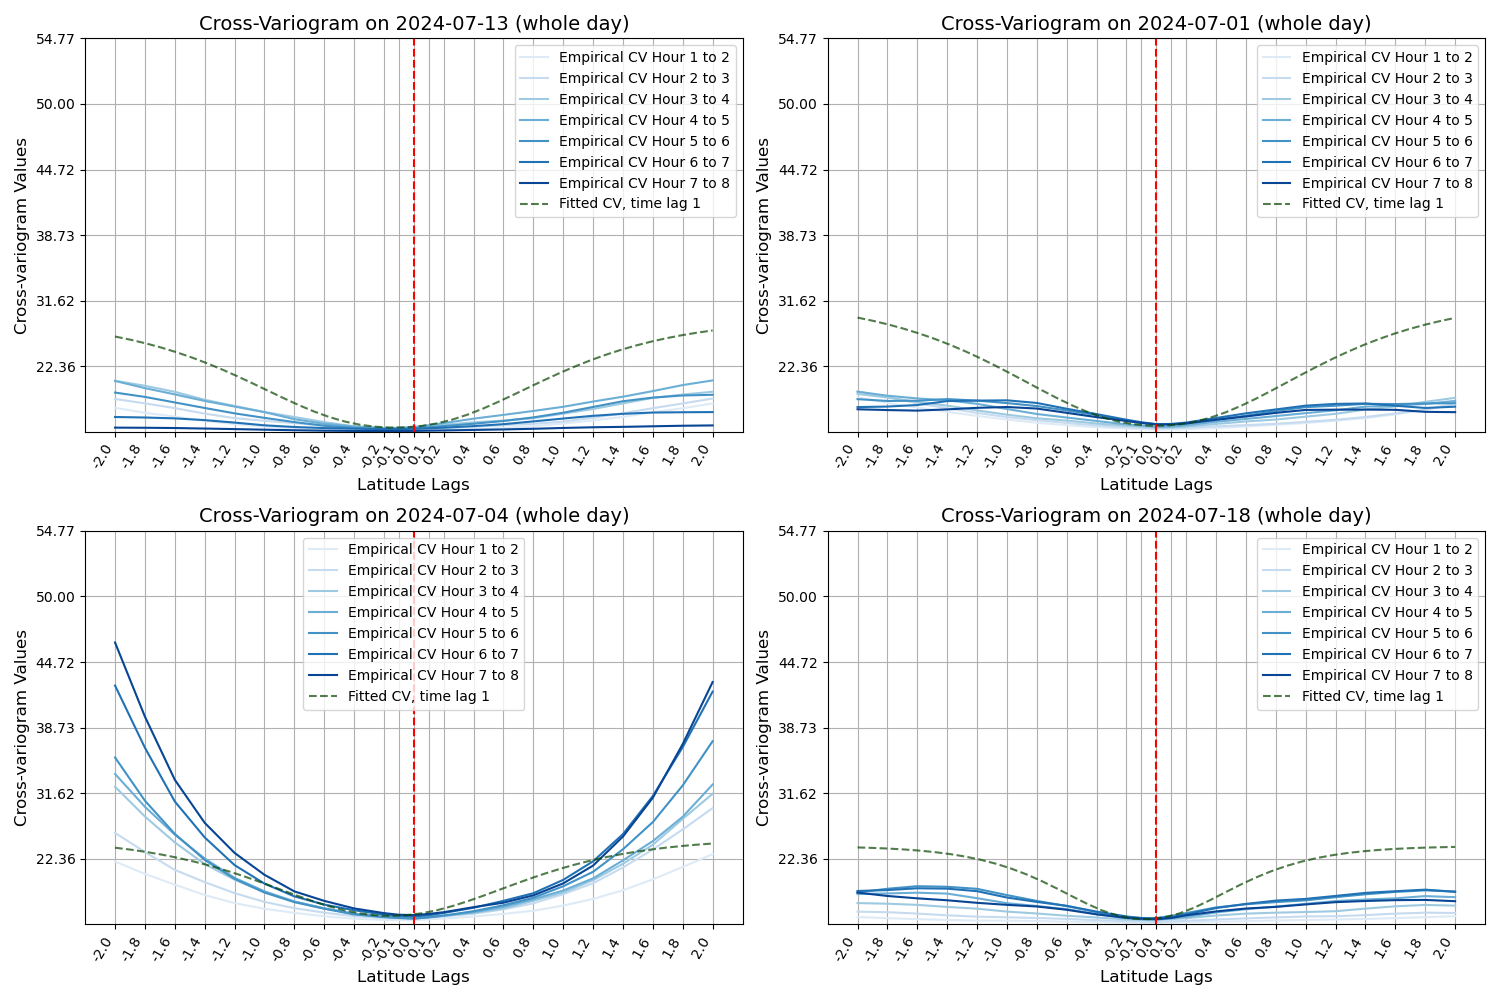 Cross-Variogram on 2024-07-13 (whole day)
Cross-variogram Values
54.77
50.00
44.72
38.73
31.62
22.36
Empirical CV Hour 1 to 2
Empirical CV Hour 2 to 3
Empirical CV Hour 3 to 4
Empirical CV Hour 4 to 5
Empirical CV Hour 5 to 6
Empirical CV Hour 6 to 7
Empirical CV Hour 7 to 8
Fitted CV, time lag 1
-2.0 -1.8 -1.6 -1.4 -1.2 -1.0 -0.8 -0.6 -0.4 -0.2 -0.1 0.0 0.1 0.2 0.4 0.6 0.8 1.0 1.2 1.4 1.6 1.8 2.0
Latitude Lags
Cross-Variogram on 2024-07-01 (whole day)
Cross-variogram Values
54.77
50.00
44.72
38.73
31.62
22.36
Empirical CV Hour 1 to 2
Empirical CV Hour 2 to 3
Empirical CV Hour 3 to 4
Empirical CV Hour 4 to 5
Empirical CV Hour 5 to 6
Empirical CV Hour 6 to 7
Empirical CV Hour 7 to 8
Fitted CV, time lag 1
-2.0 -1.8 -1.6 -1.4 -1.2 -1.0 -0.8 -0.6 -0.4 -0.2 -0.1 0.0 0.1 0.2 0.4 0.6 0.8 1.0 1.2 1.4 1.6 1.8 2.0
Latitude Lags
Cross-Variogram on 2024-07-04 (whole day)
Cross-variogram Values
54.77
50.00
44.72
38.73
31.62
22.36
Empirical CV Hour 1 to 2
Empirical CV Hour 2 to 3
Empirical CV Hour 3 to 4
Empirical CV Hour 4 to 5
Empirical CV Hour 5 to 6
Empirical CV Hour 6 to 7
Empirical CV Hour 7 to 8
Fitted CV, time lag 1
-2.0 -1.8 -1.6 -1.4 -1.2 -1.0 -0.8 -0.6 -0.4 -0.2 -0.1 0.0 0.1 0.2 0.4 0.6 0.8 1.0 1.2 1.4 1.6 1.8 2.0
Latitude Lags
Cross-Variogram on 2024-07-18 (whole day)
Cross-variogram Values
54.77
50.00
44.72
38.73
31.62
22.36
Empirical CV Hour 1 to 2
Empirical CV Hour 2 to 3
Empirical CV Hour 3 to 4
Empirical CV Hour 4 to 5
Empirical CV Hour 5 to 6
Empirical CV Hour 6 to 7
Empirical CV Hour 7 to 8
Fitted CV, time lag 1
-2.0 -1.8 -1.6 -1.4 -1.2 -1.0 -0.8 -0.6 -0.4 -0.2 -0.1 0.0 0.1 0.2 0.4 0.6 0.8 1.0 1.2 1.4 1.6 1.8 2.0
Latitude Lags